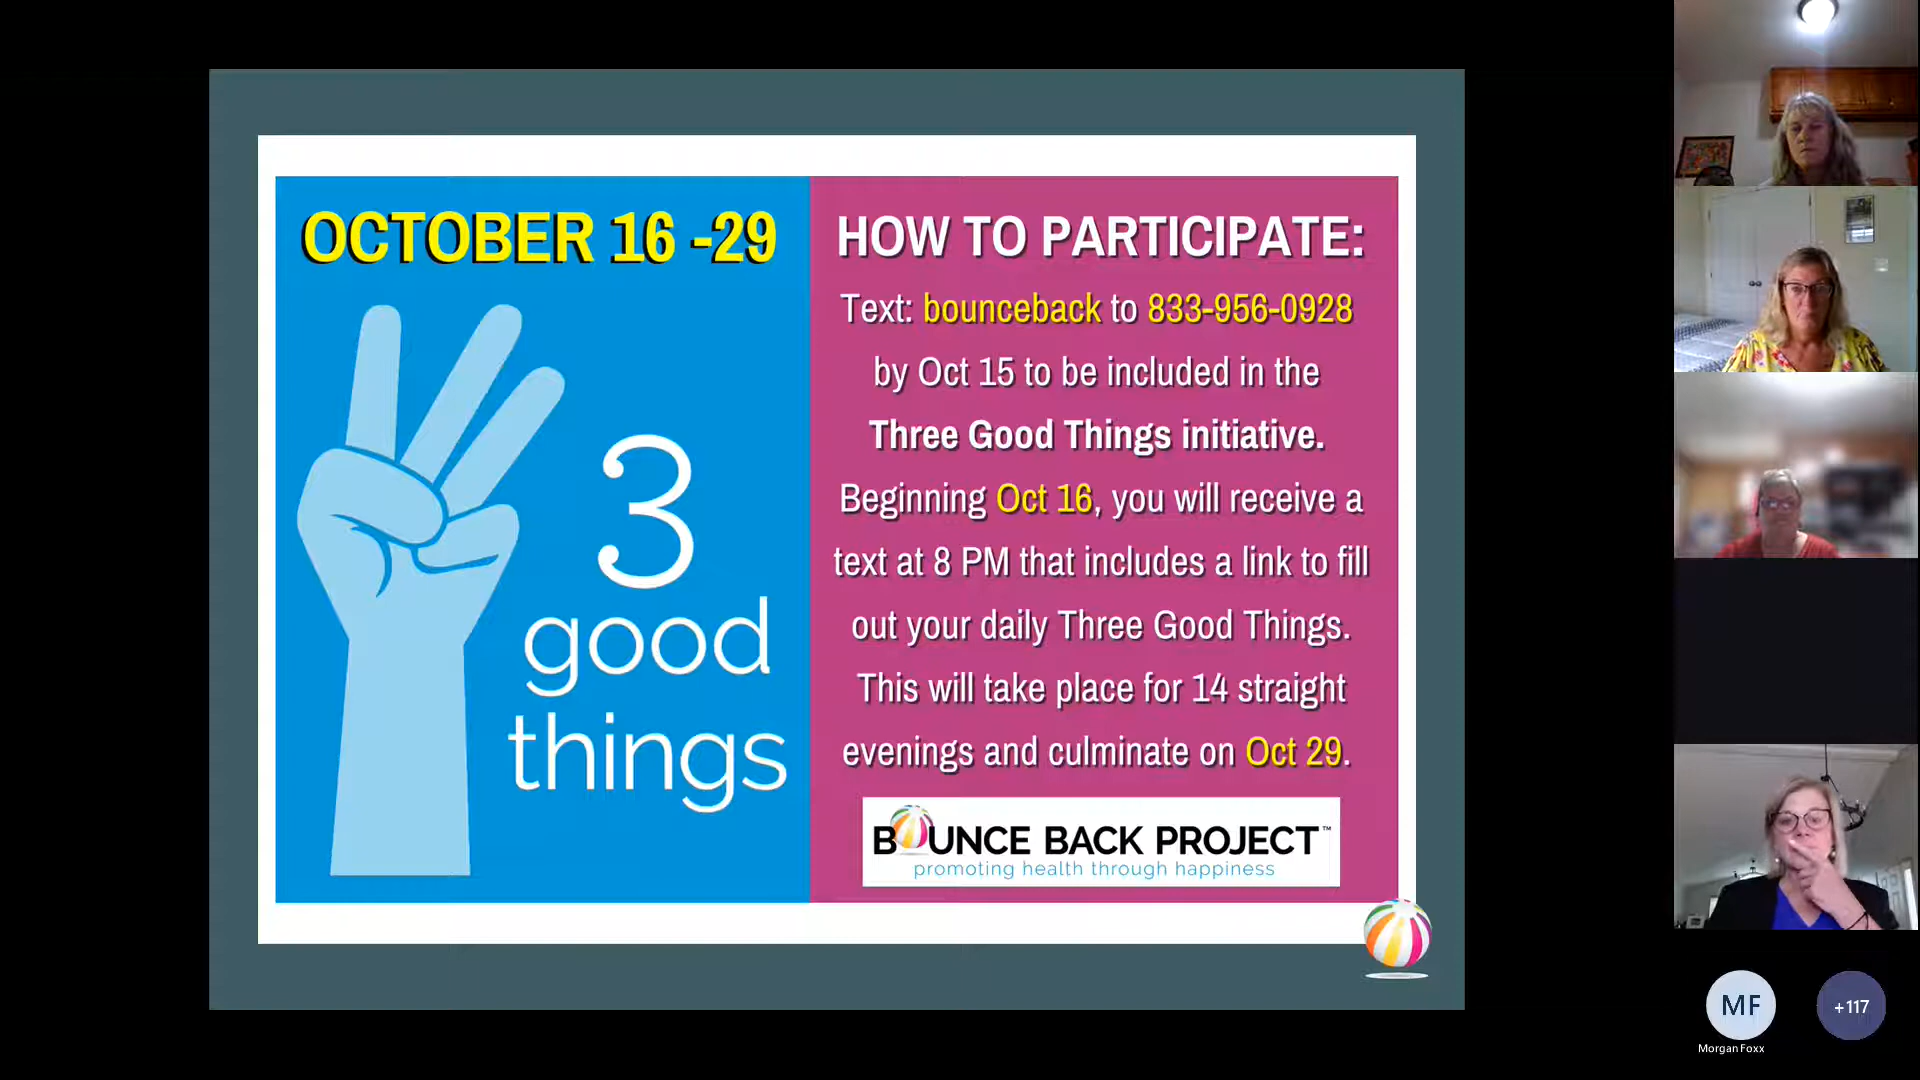 OCTOBER 16 -29
3
good
things
HOW TO PARTICIPATE:
Text: bounceback to 833-956-0928
by Oct 15 to be included in the
Three Good Things initiative.
Beginning Oct 16, you will receive a
text at 8 PM that includes a link to fill
out your daily Three Good Things.
This will take place for 14 straight
evenings and culminate on Oct 29.
BOUNCE BACK PROJECT™
promoting health through happiness
MF
+117
Morgan Foxx